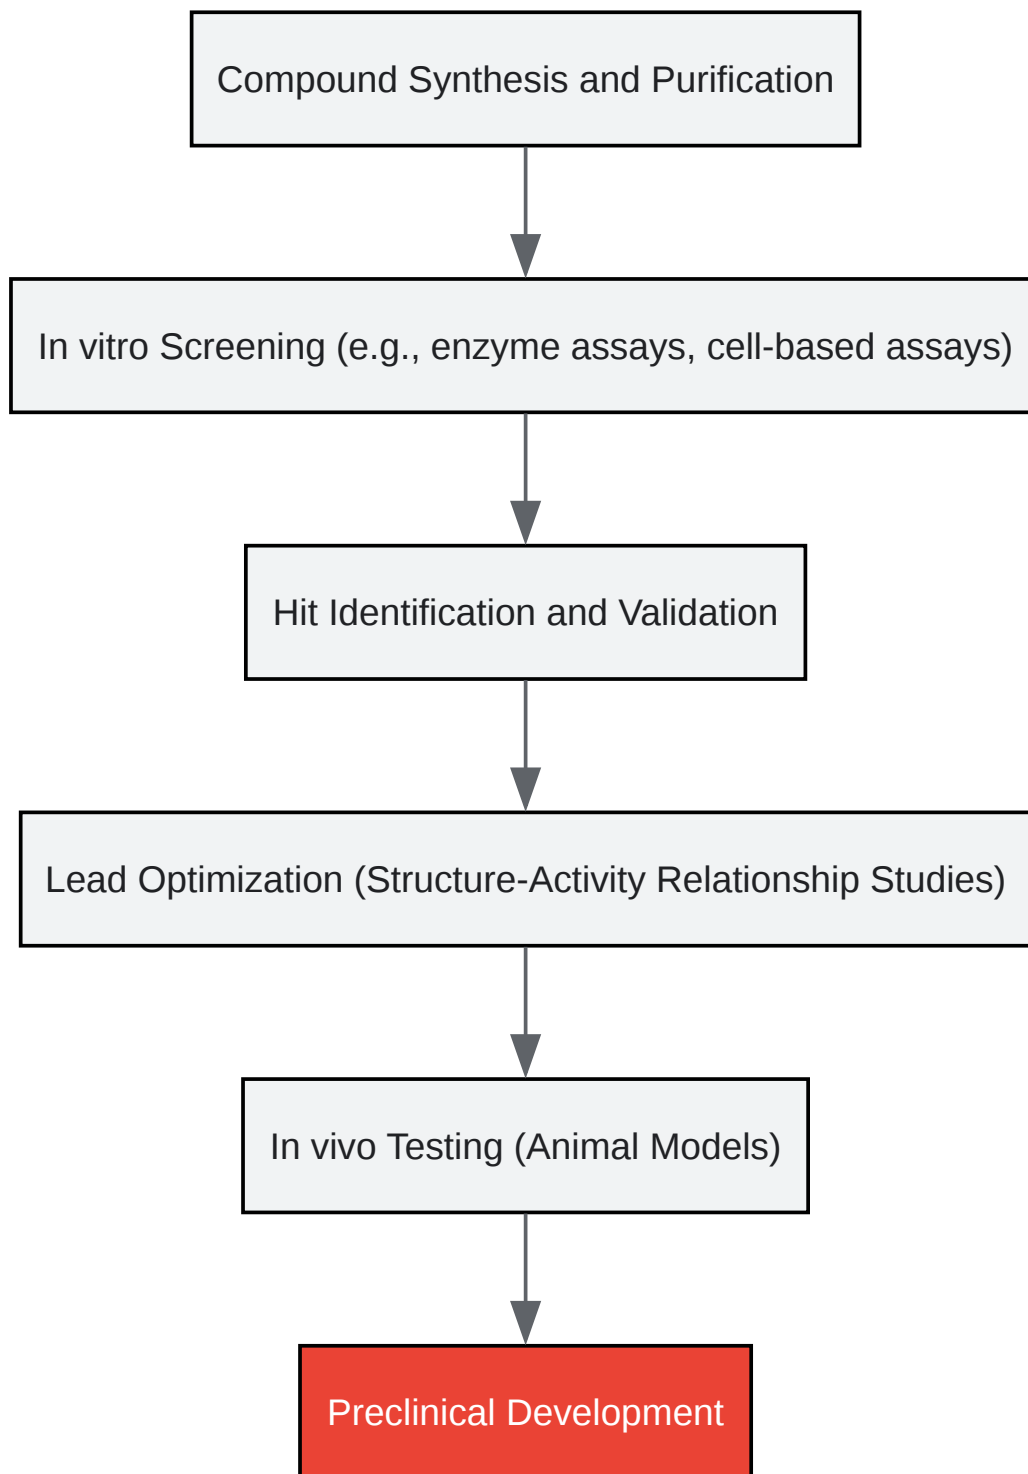 Compound Synthesis and Purification
In vitro Screening (e.g., enzyme assays, cell-based assays)
Hit Identification and Validation
Lead Optimization (Structure-Activity Relationship Studies)
In vivo Testing (Animal Models)
Preclinical Development